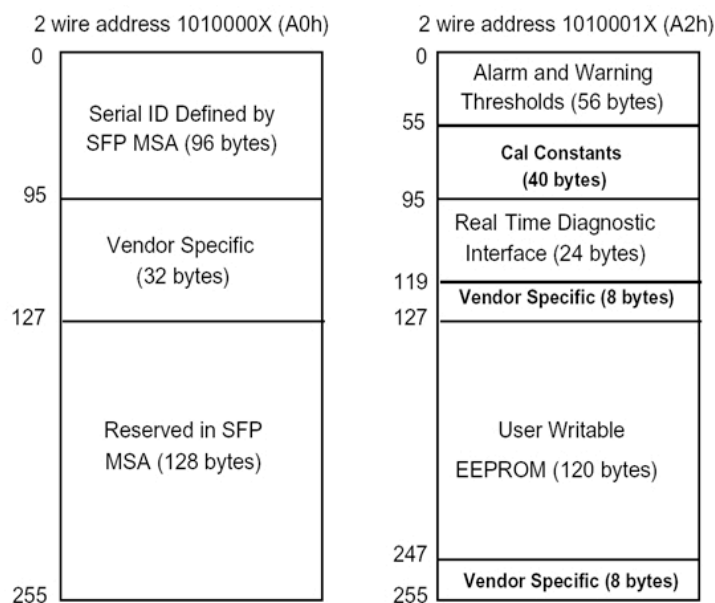 2 wire address 1010000X (A0h)
0
Serial ID Defined by
SFP MSA (96 bytes)
95
Vendor Specific
(32 bytes)
127
Reserved in SFP
MSA (128 bytes)
255
2 wire address 1010001X (A2h)
0
Alarm and Warning
Thresholds (56 bytes)
55
Cal Constants
(40 bytes)
95
Real Time Diagnostic
Interface (24 bytes)
119
Vendor Specific (8 bytes)
127
User Writable
EEPROM (120 bytes)
247
Vendor Specific (8 bytes)
255